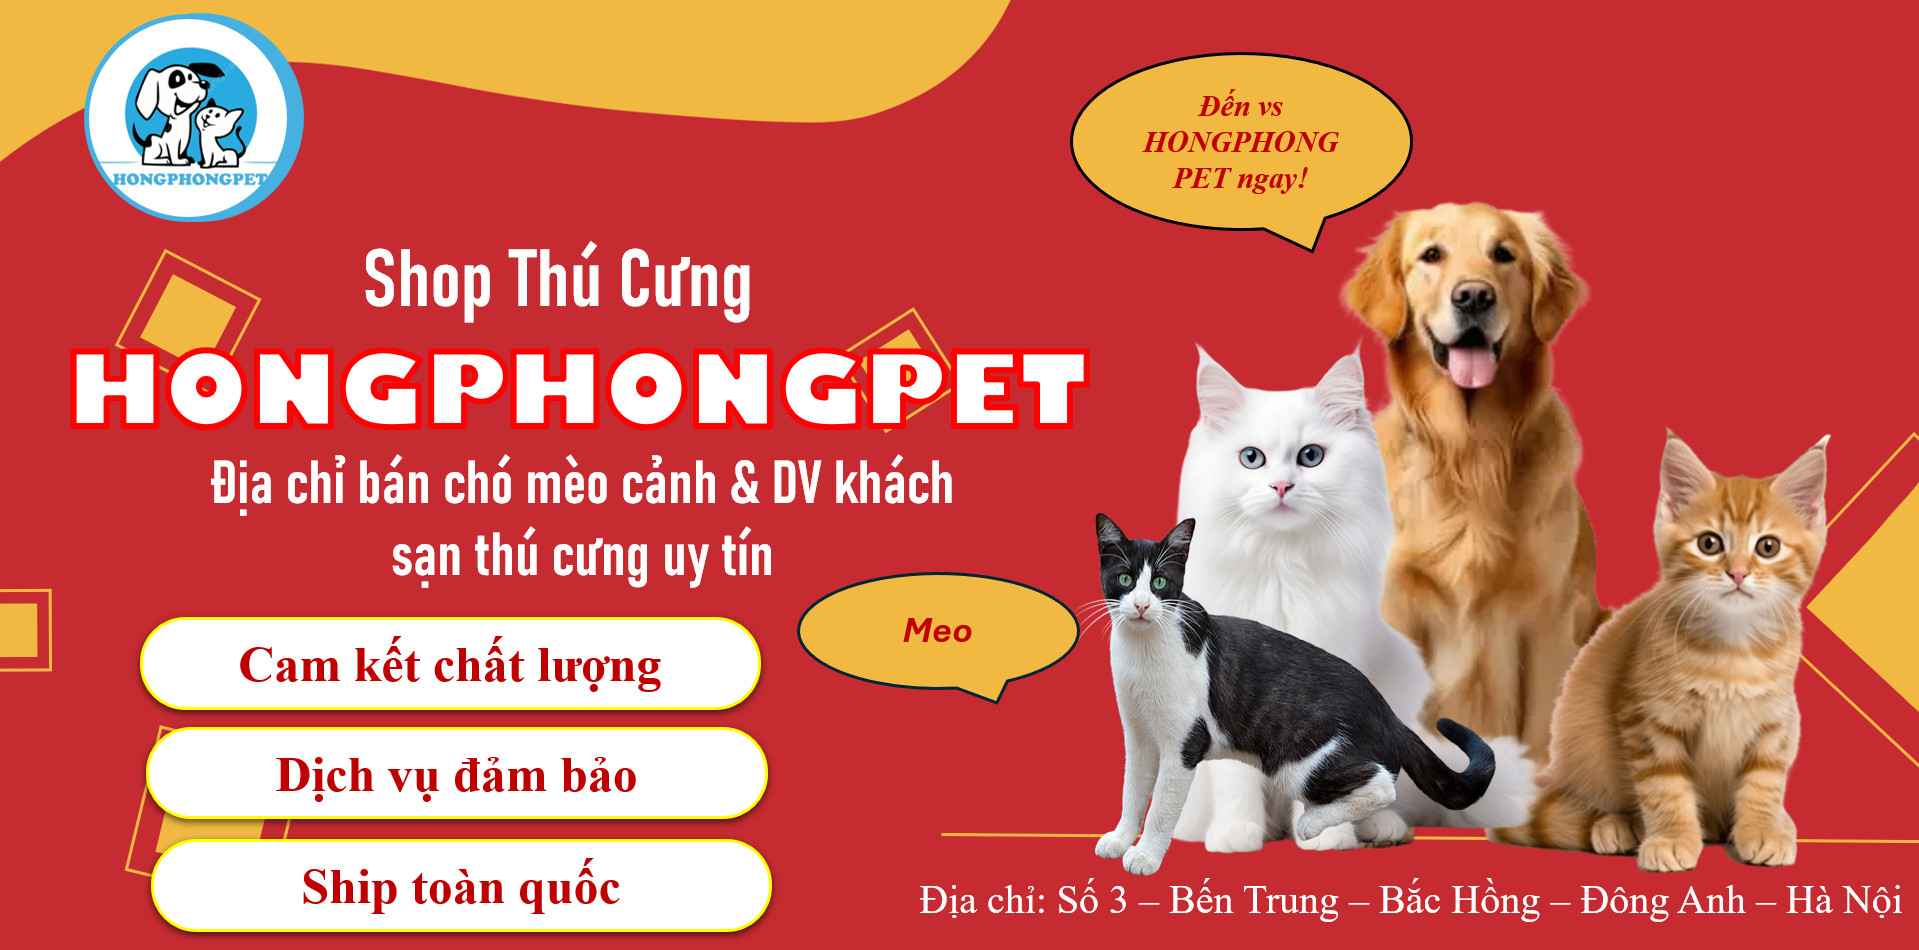 HONGPHONGPET
Đến vs
HONGPHONG
PET ngay!
Shop Thú Cưng
HONGPHONGPET
Địa chỉ bán chó mèo cảnh & DV khách
sạn thú cưng uy tín
Meo
Cam kết chất lượng
Dịch vụ đảm bảo
Ship toàn quốc
Địa chỉ: Số 3 – Bến Trung – Bắc Hồng – Đông Anh – Hà Nội